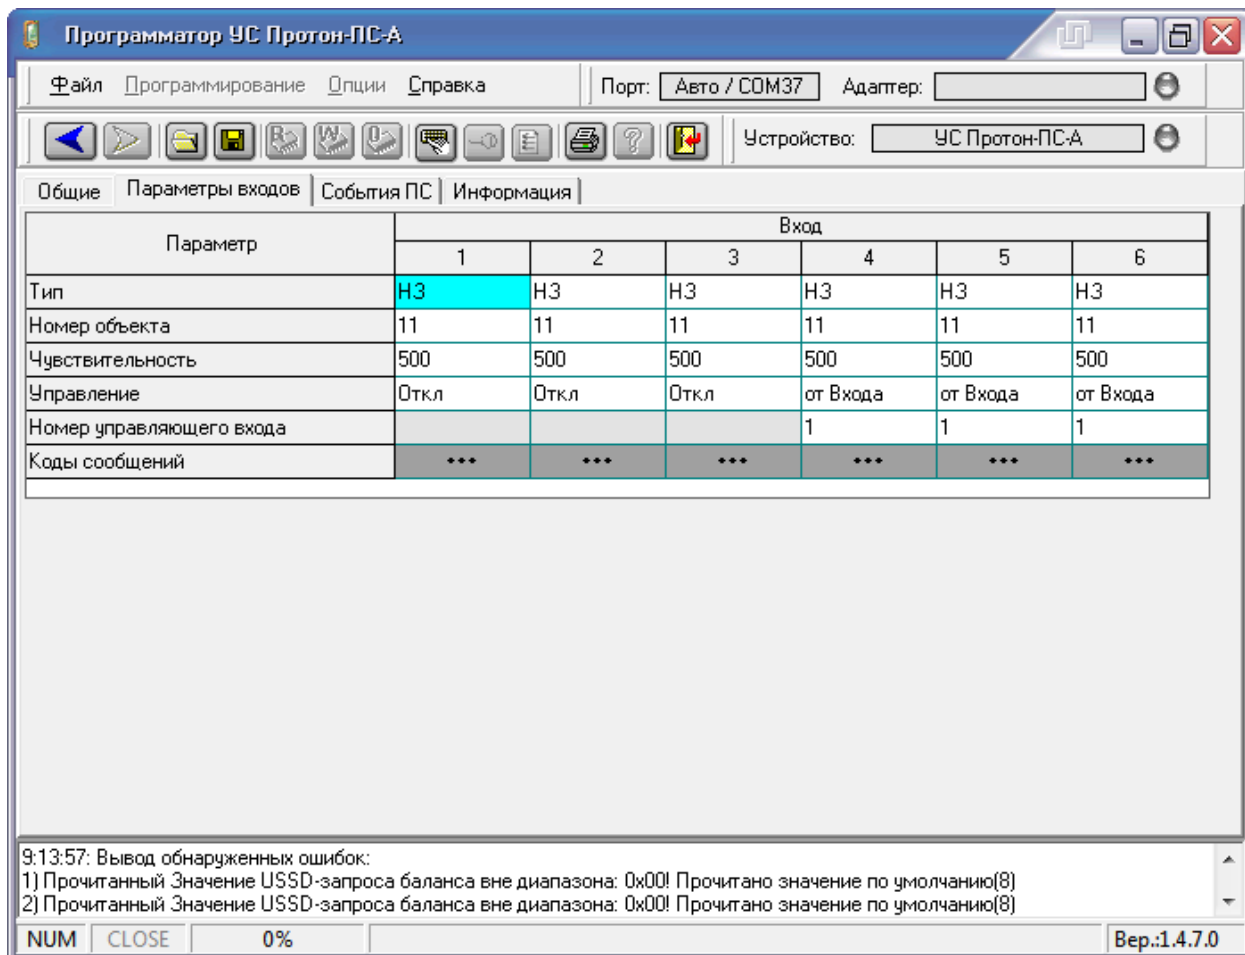 Программатор УС Протон-ПС-А
Файл Программирование Опции Справка Порт: Авто / COM37 Адаптер:
Устройство: УС Протон-ПС-А
Общие Параметры входов События ПС Информация
Параметр Вход
1 2 3 4 5 6
Тип НЗ НЗ НЗ НЗ НЗ НЗ
Номер объекта 11 11 11 11 11 11
Чувствительность 500 500 500 500 500 500
Управление Откл Откл Откл от Входа от Входа от Входа
Номер управляющего входа 1 1 1
Коды сообщений ••• ••• ••• ••• ••• •••
9:13:57: Вывод обнаруженных ошибок:
1) Прочитанный Значение USSD-запроса баланса вне диапазона: 0x00! Прочитано значение по умолчанию(8)
2) Прочитанный Значение USSD-запроса баланса вне диапазона: 0x00! Прочитано значение по умолчанию(8)
NUM CLOSE 0% Вер.:1.4.7.0